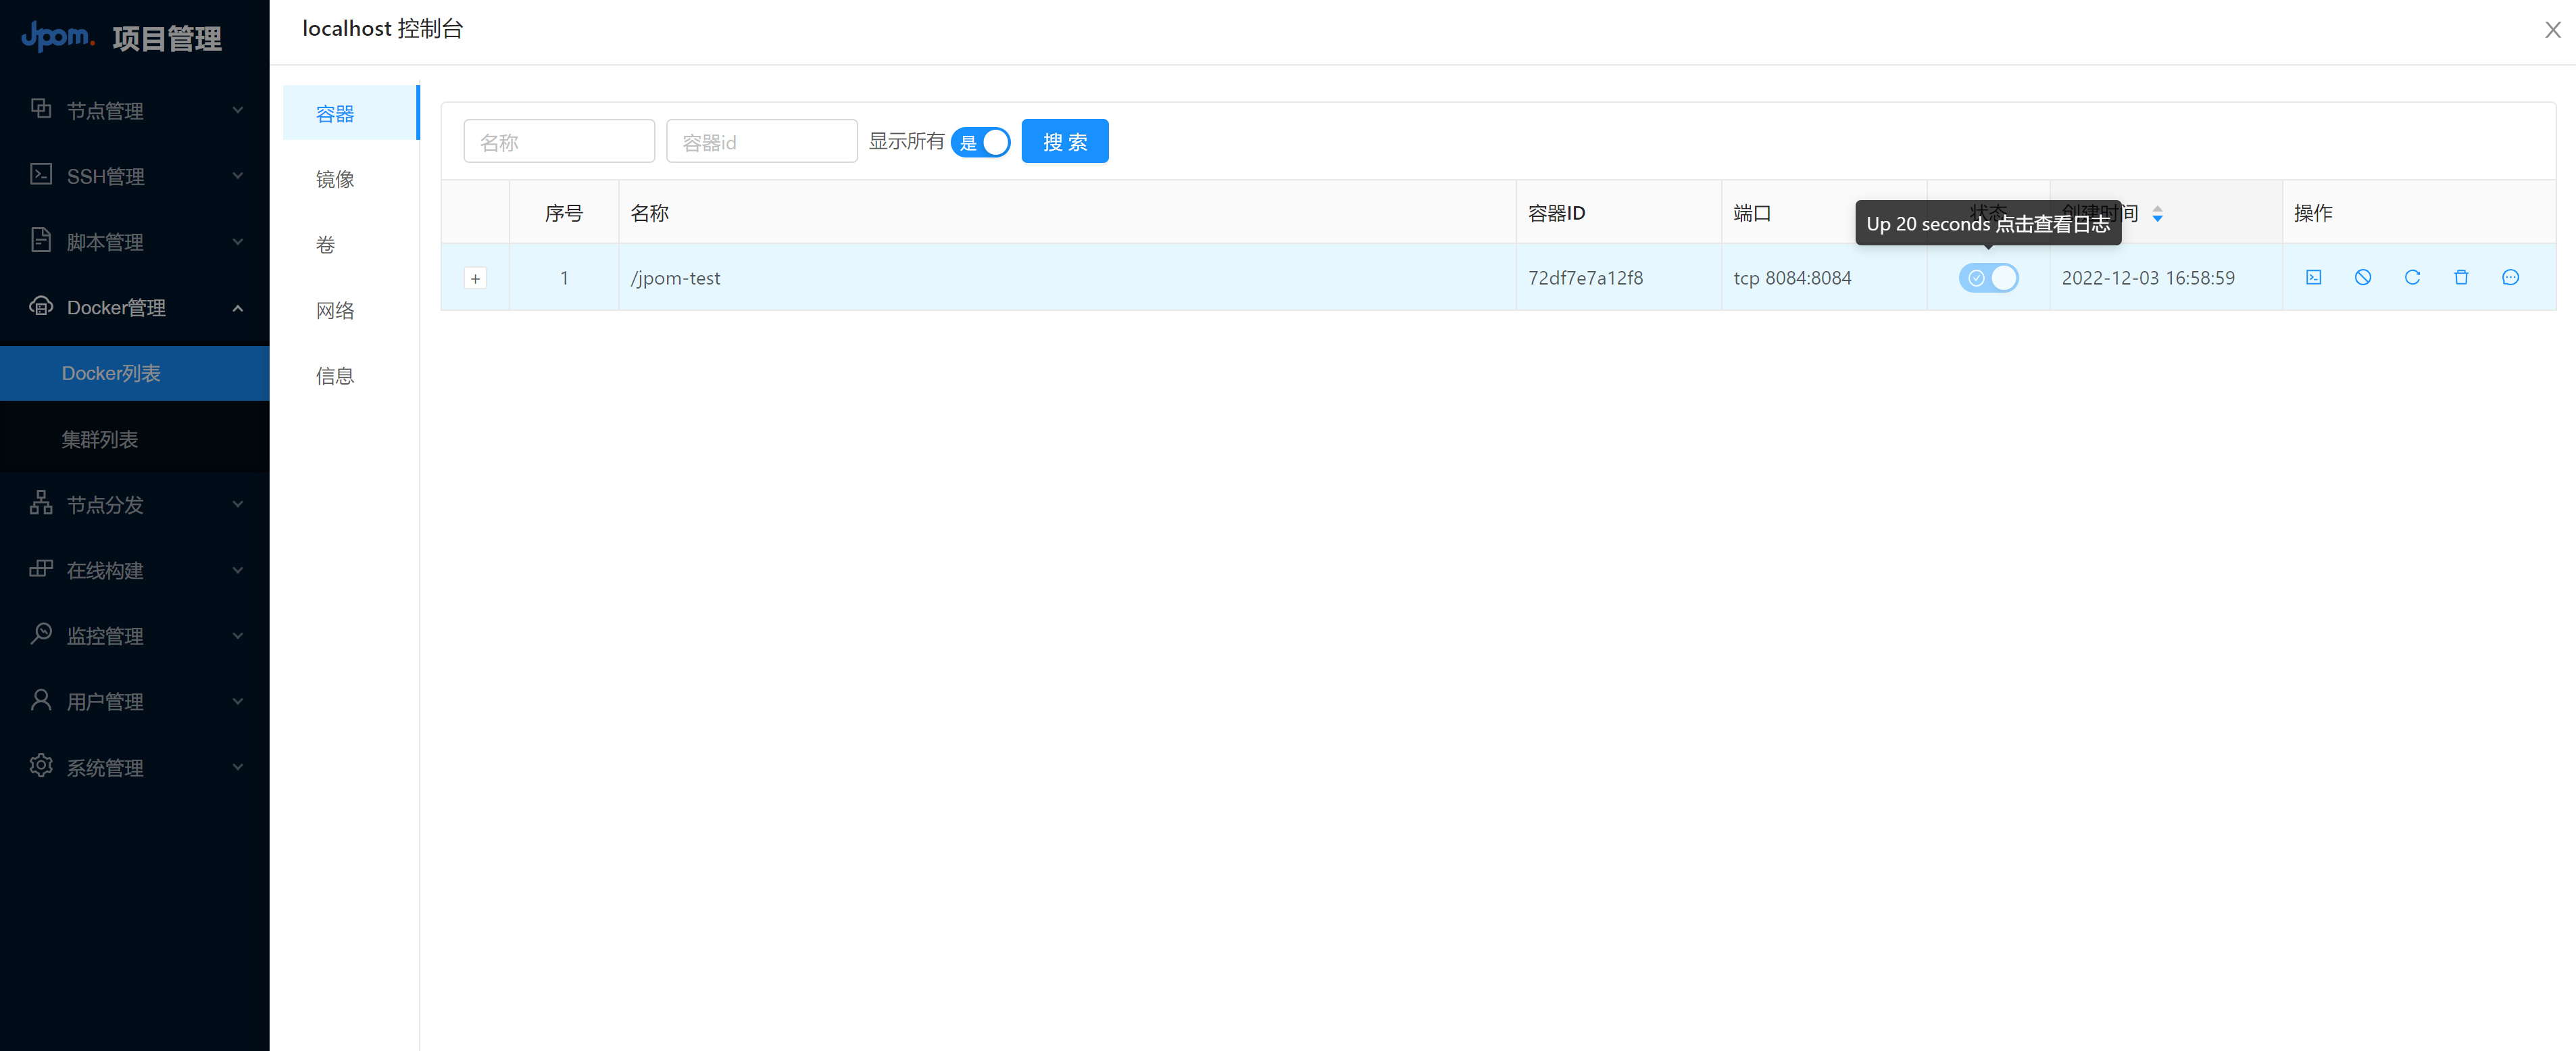 Jpom. 项目管理
节点管理
SSH管理
脚本管理
Docker管理
Docker列表
集群列表
节点分发
在线构建
监控管理
用户管理
系统管理
localhost 控制台
容器
镜像
卷
网络
信息
名称 容器id 显示所有 是 搜 索
序号 名称 容器ID 端口 状态 创建时间 操作
Up 20 seconds 点击查看日志
1 /jpom-test 72df7e7a12f8 tcp 8084:8084 2022-12-03 16:58:59